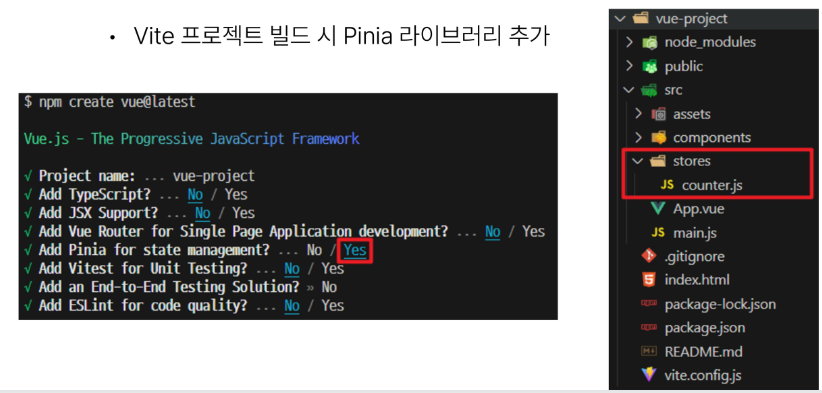 • Vite 프로젝트 빌드 시 Pinia 라이브러리 추가
$ npm create vue@latest
Vue.js - The Progressive JavaScript Framework
√ Project name: ... vue-project
√ Add TypeScript? ... No / Yes
√ Add JSX Support? ... No / Yes
√ Add Vue Router for Single Page Application development? ... No / Yes
√ Add Pinia for state management? ... No / Yes
√ Add Vitest for Unit Testing? ... No / Yes
√ Add an End-to-End Testing Solution? » No
√ Add ESLint for code quality? ... No / Yes
vue-project
node_modules
public
src
assets
components
stores
JS counter.js
App.vue
JS main.js
.gitignore
index.html
package-lock.json
package.json
README.md
vite.config.js